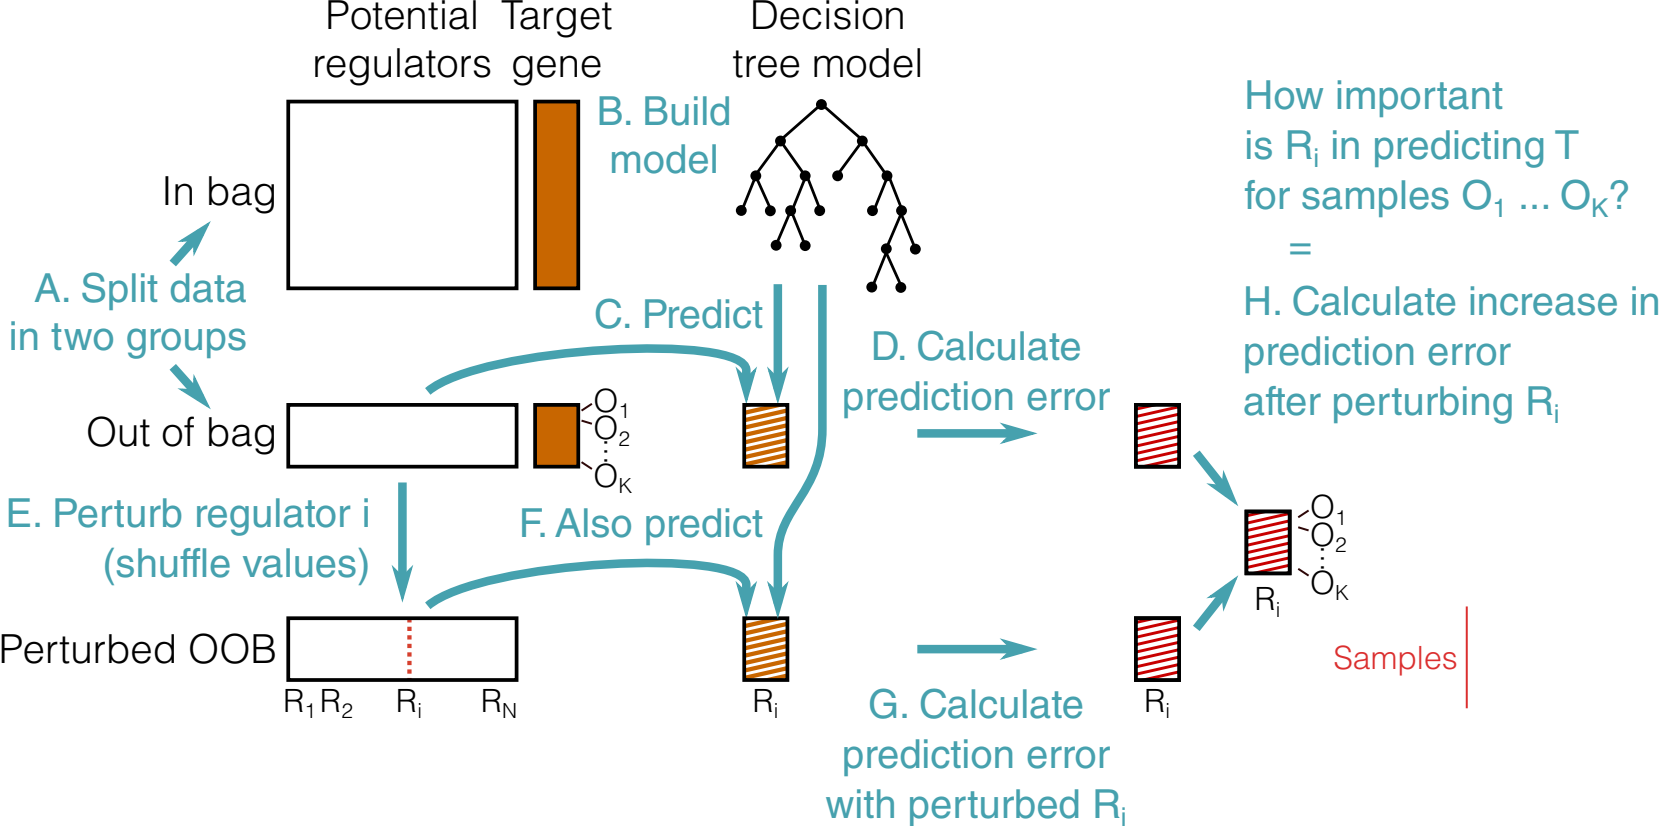 Potential
regulators
Target
gene
Decision
tree model
B. Build
model
In bag
A. Split data
in two groups
C. Predict
D. Calculate
prediction error
How important
is Ri in predicting T
for samples O1 ... OK?
=
H. Calculate increase in
prediction error
after perturbing Ri
Out of bag
O1
O2
OK
E. Perturb regulator i
(shuffle values)
F. Also predict
O1
O2
OK
Ri
Perturbed OOB
R1 R2 Ri RN
Ri
Ri
G. Calculate
prediction error
with perturbed Ri
Samples